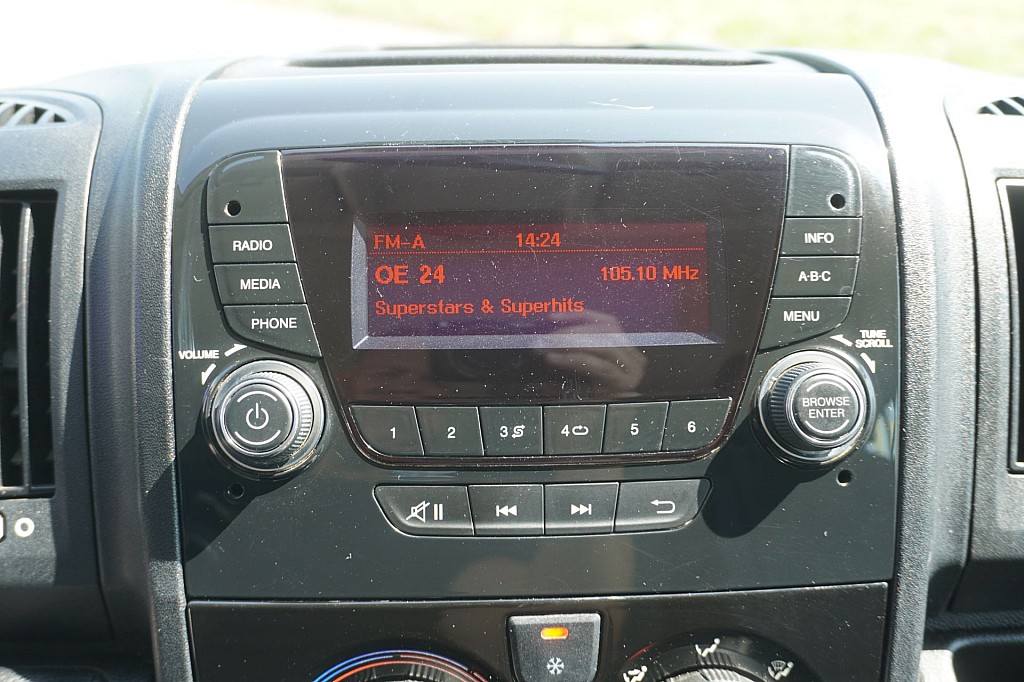 FM-A 14:24
OE 24 105.10 MHz
Superstars & Superhits
RADIO
MEDIA
PHONE
VOLUME
INFO
A·B·C
MENU
TUNE
SCROLL
BROWSE
ENTER
1 2 3 4 5 6